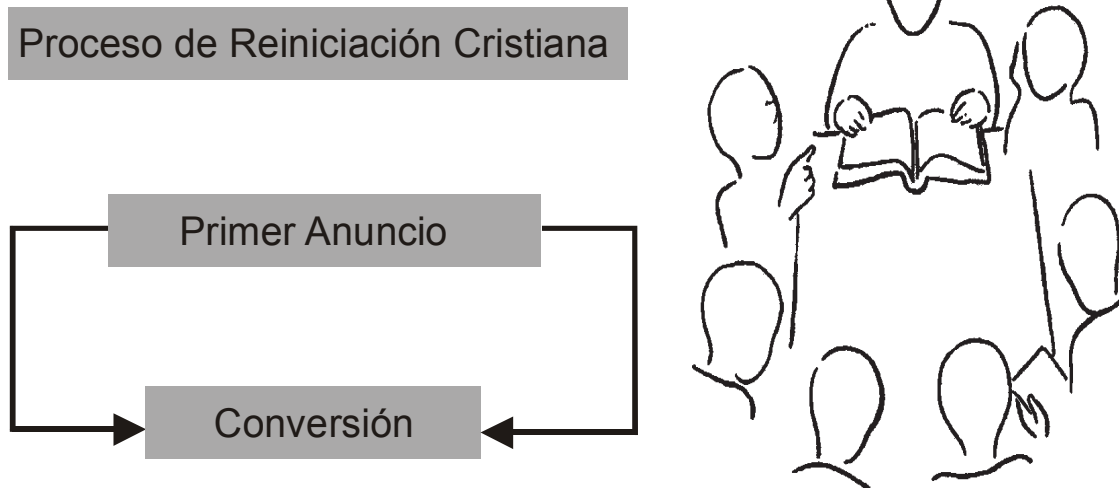 Proceso de Reiniciación Cristiana
Primer Anuncio
Conversión